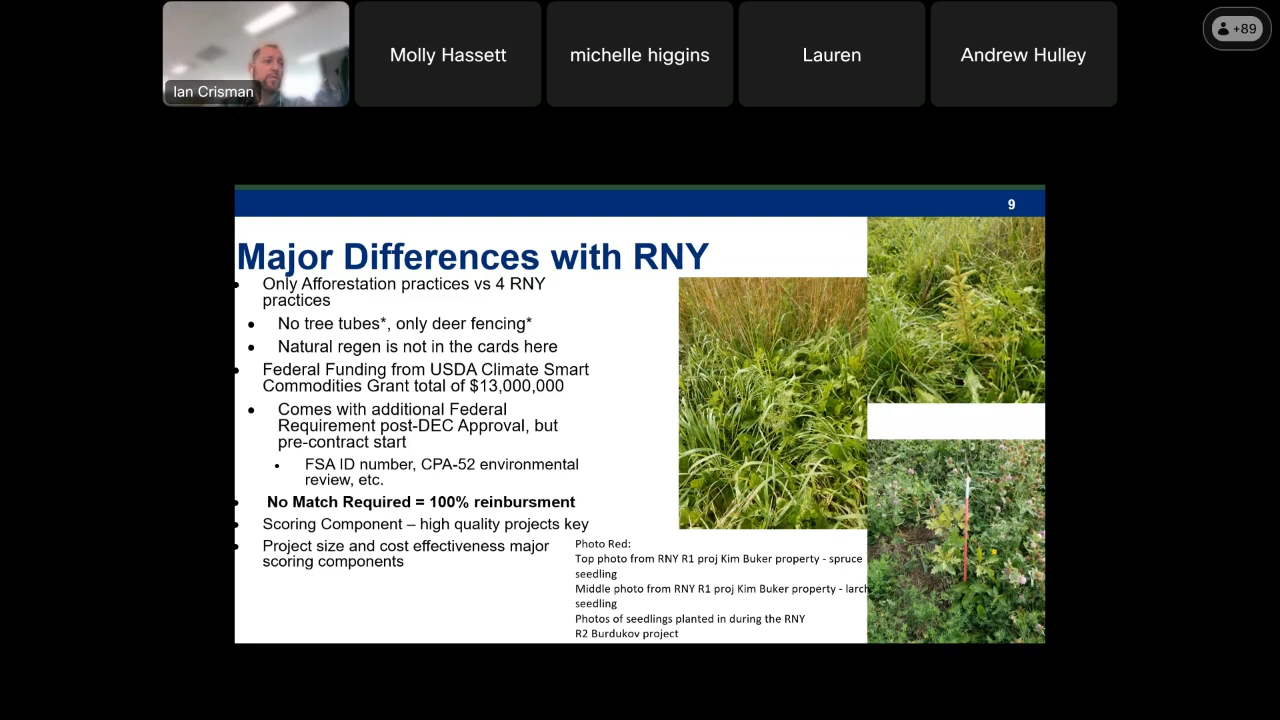 Ian Crisman
Molly Hassett
michelle higgins
Lauren
Andrew Hulley
+89
9
Major Differences with RNY
Only Afforestation practices vs 4 RNY
practices
No tree tubes*, only deer fencing*
Natural regen is not in the cards here
Federal Funding from USDA Climate Smart
Commodities Grant total of $13,000,000
Comes with additional Federal
Requirement post-DEC Approval, but
pre-contract start
FSA ID number, CPA-52 environmental
review, etc.
No Match Required = 100% reinbursment
Scoring Component – high quality projects key
Project size and cost effectiveness major
scoring components
Photo Red:
Top photo from RNY R1 proj Kim Buker property - spruce
seedling
Middle photo from RNY R1 proj Kim Buker property - larch
seedling
Photos of seedlings planted in during the RNY
R2 Burdukov project